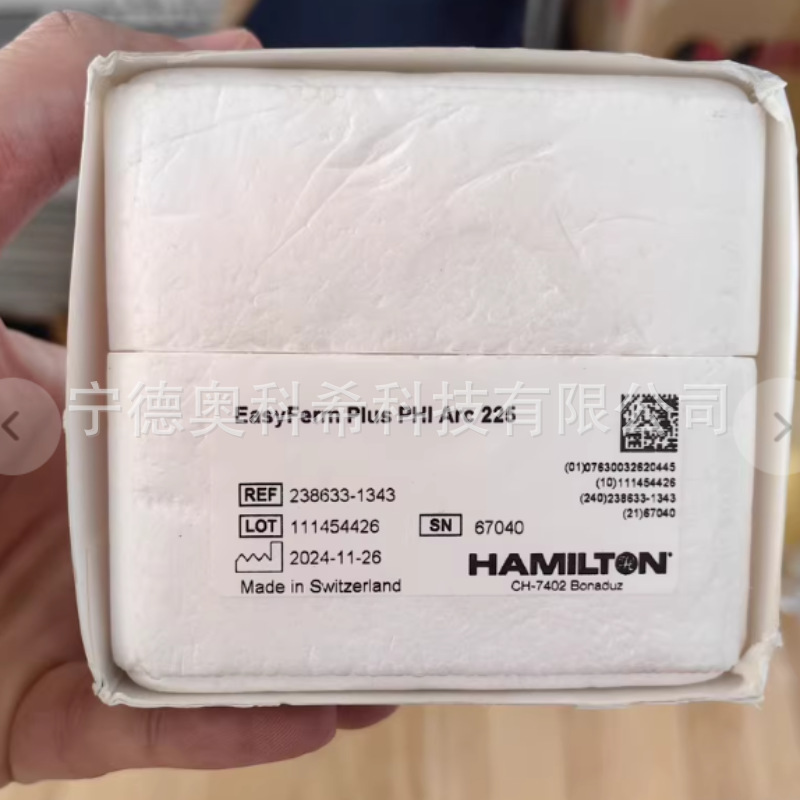 宁德奥科希科技有限公司
EasyFerm Plus PHI Arc 225
(01)07630032620445
(10)111454426
(240)238633-1343
(21)67040
REF 238633-1343
LOT 111454426 SN 67040
2024-11-26
Made in Switzerland
HAMILTON
CH-7402 Bonaduz